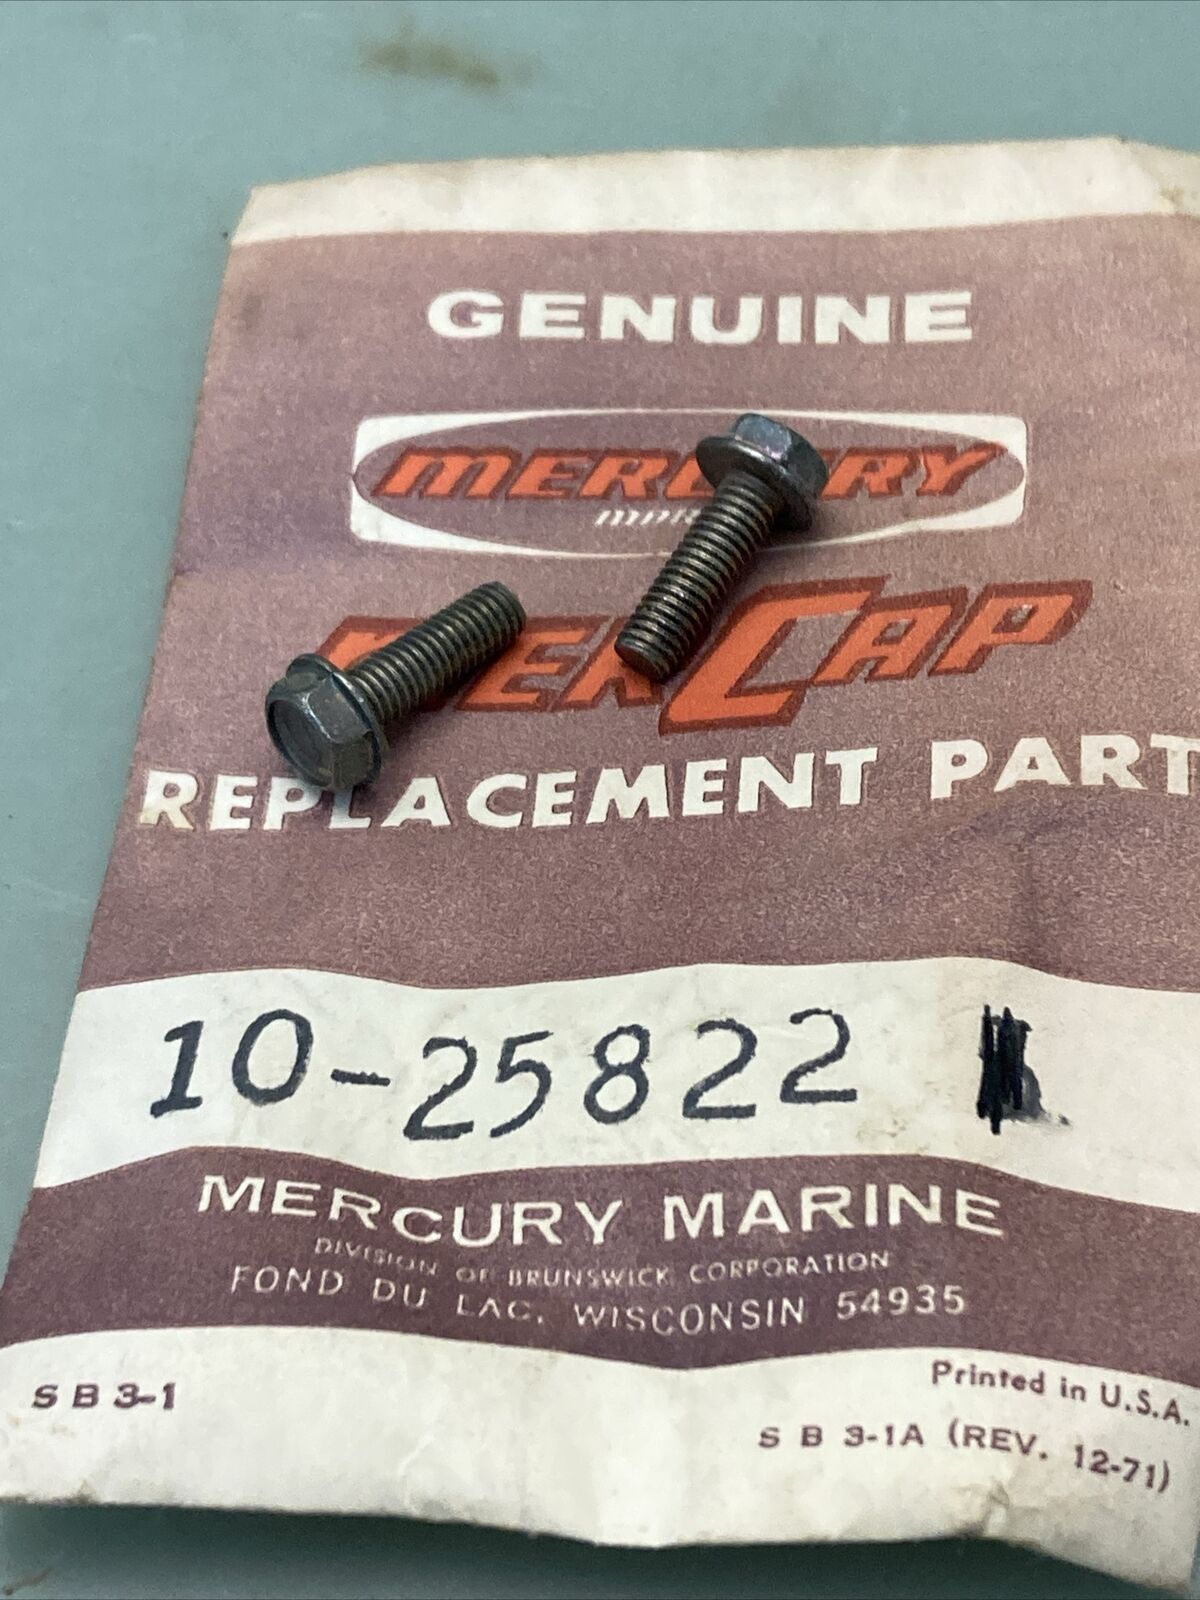 GENUINE
MERCURY
MERCAP
REPLACEMENT PART
10-25822
MERCURY MARINE
DIVISION OF BRUNSWICK CORPORATION
FOND DU LAC, WISCONSIN 54935
SB 3-1
Printed in U.S.A.
SB 3-1A (REV. 12-71)